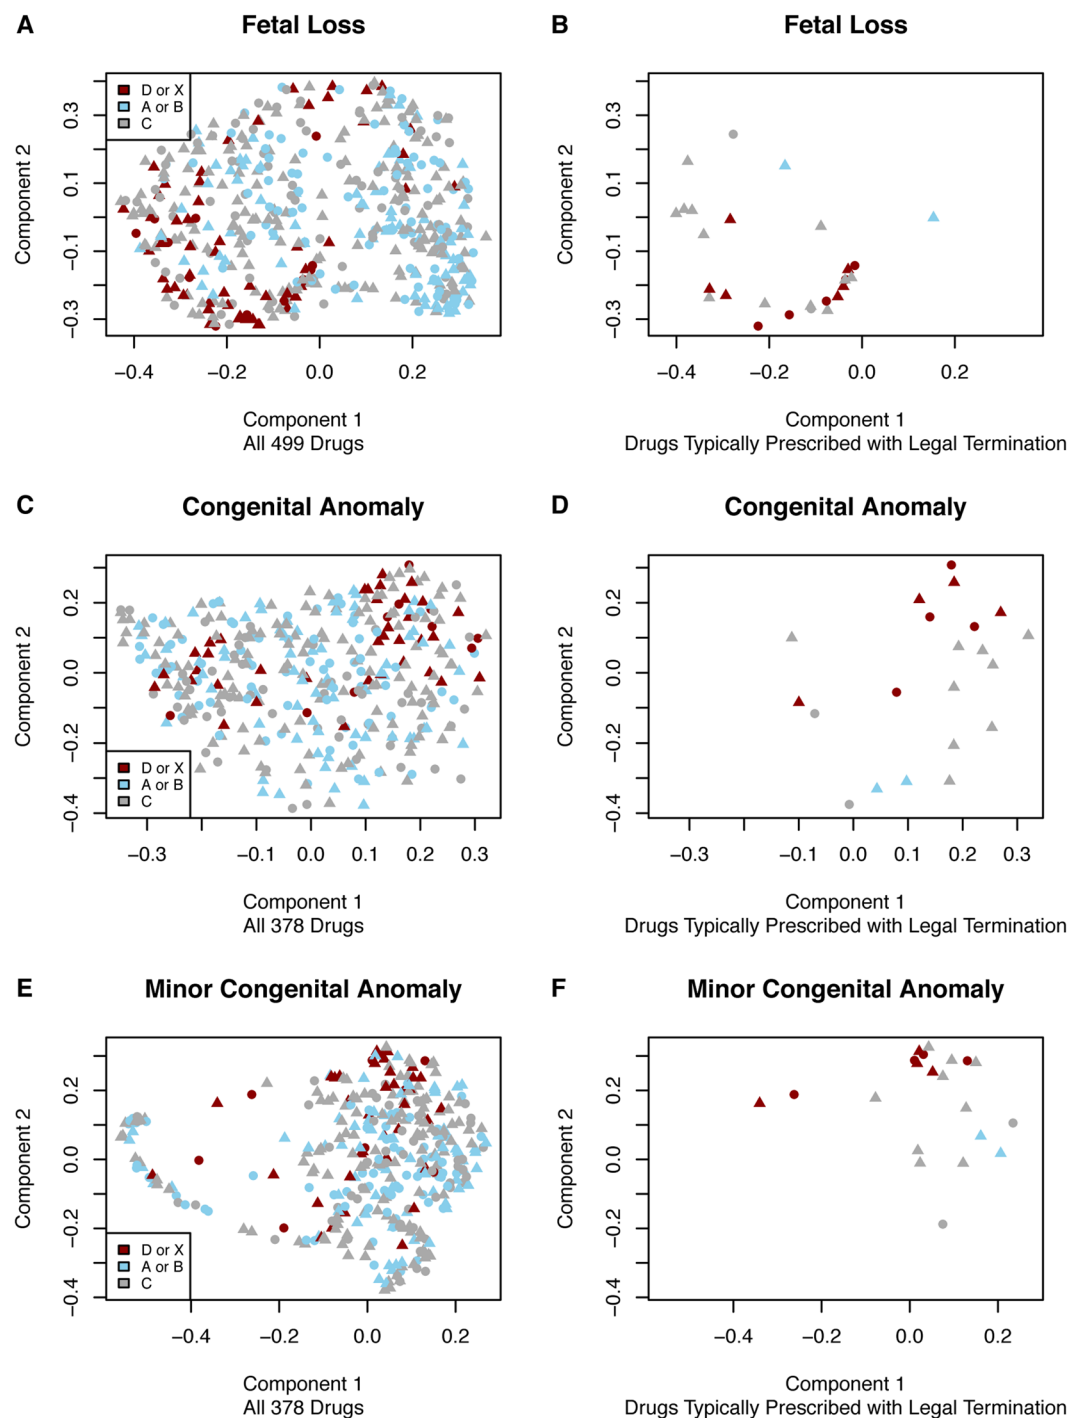 A
Fetal Loss
D or X
A or B
C
Component 2
0.3
0.1
−0.1
−0.3
−0.4
−0.2
0.0
0.2
Component 1
All 499 Drugs
B
Fetal Loss
Component 2
0.3
0.1
−0.1
−0.3
−0.4
−0.2
0.0
0.2
Component 1
Drugs Typically Prescribed with Legal Termination
C
Congenital Anomaly
Component 2
0.2
0.0
−0.2
−0.4
D or X
A or B
C
−0.3
−0.1
0.0
0.1
0.2
0.3
Component 1
All 378 Drugs
D
Congenital Anomaly
Component 2
0.2
0.0
−0.2
−0.4
−0.3
−0.1
0.0
0.1
0.2
0.3
Component 1
Drugs Typically Prescribed with Legal Termination
E
Minor Congenital Anomaly
Component 2
0.2
0.0
−0.2
−0.4
D or X
A or B
C
−0.4
−0.2
0.0
0.2
Component 1
All 378 Drugs
F
Minor Congenital Anomaly
Component 2
0.2
0.0
−0.2
−0.4
−0.4
−0.2
0.0
0.2
Component 1
Drugs Typically Prescribed with Legal Termination